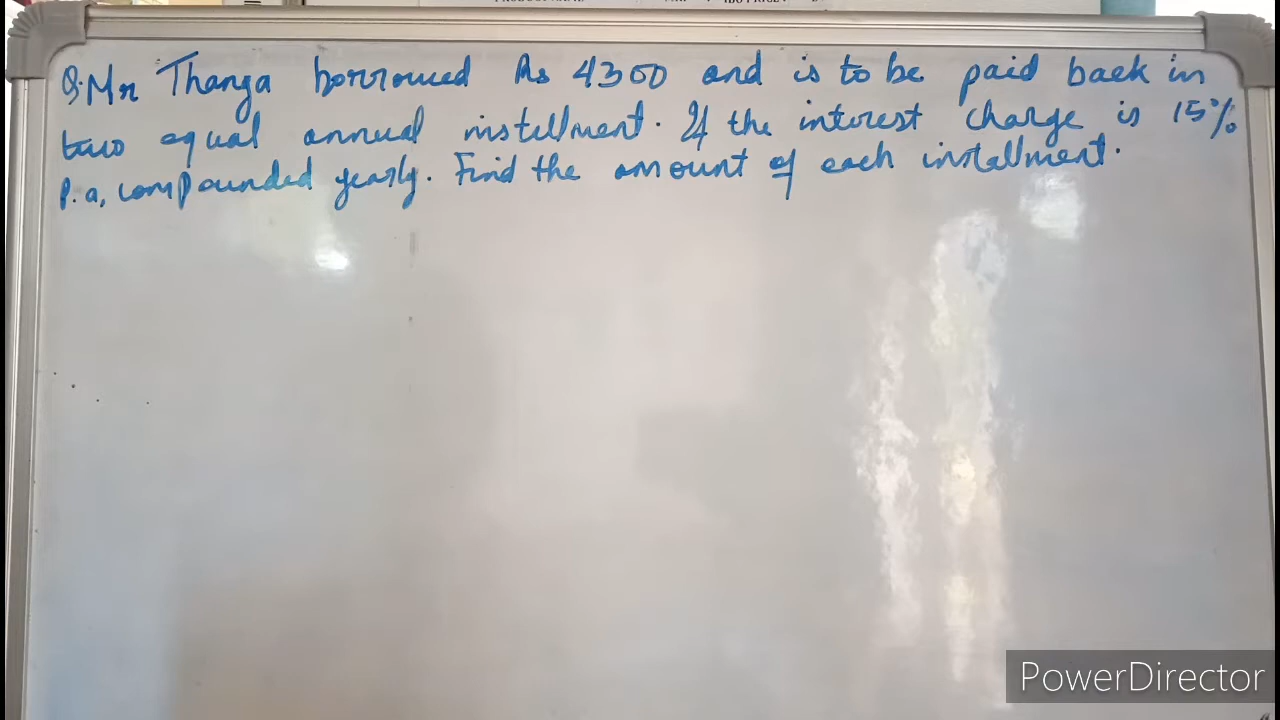 Q. Mr Thanga borrowed Rs 4300 and is to be paid back in
two equal annual instellment. If the interest charge is 15%
P.a, compounded yearly. Find the amount of each installment.
PowerDirector